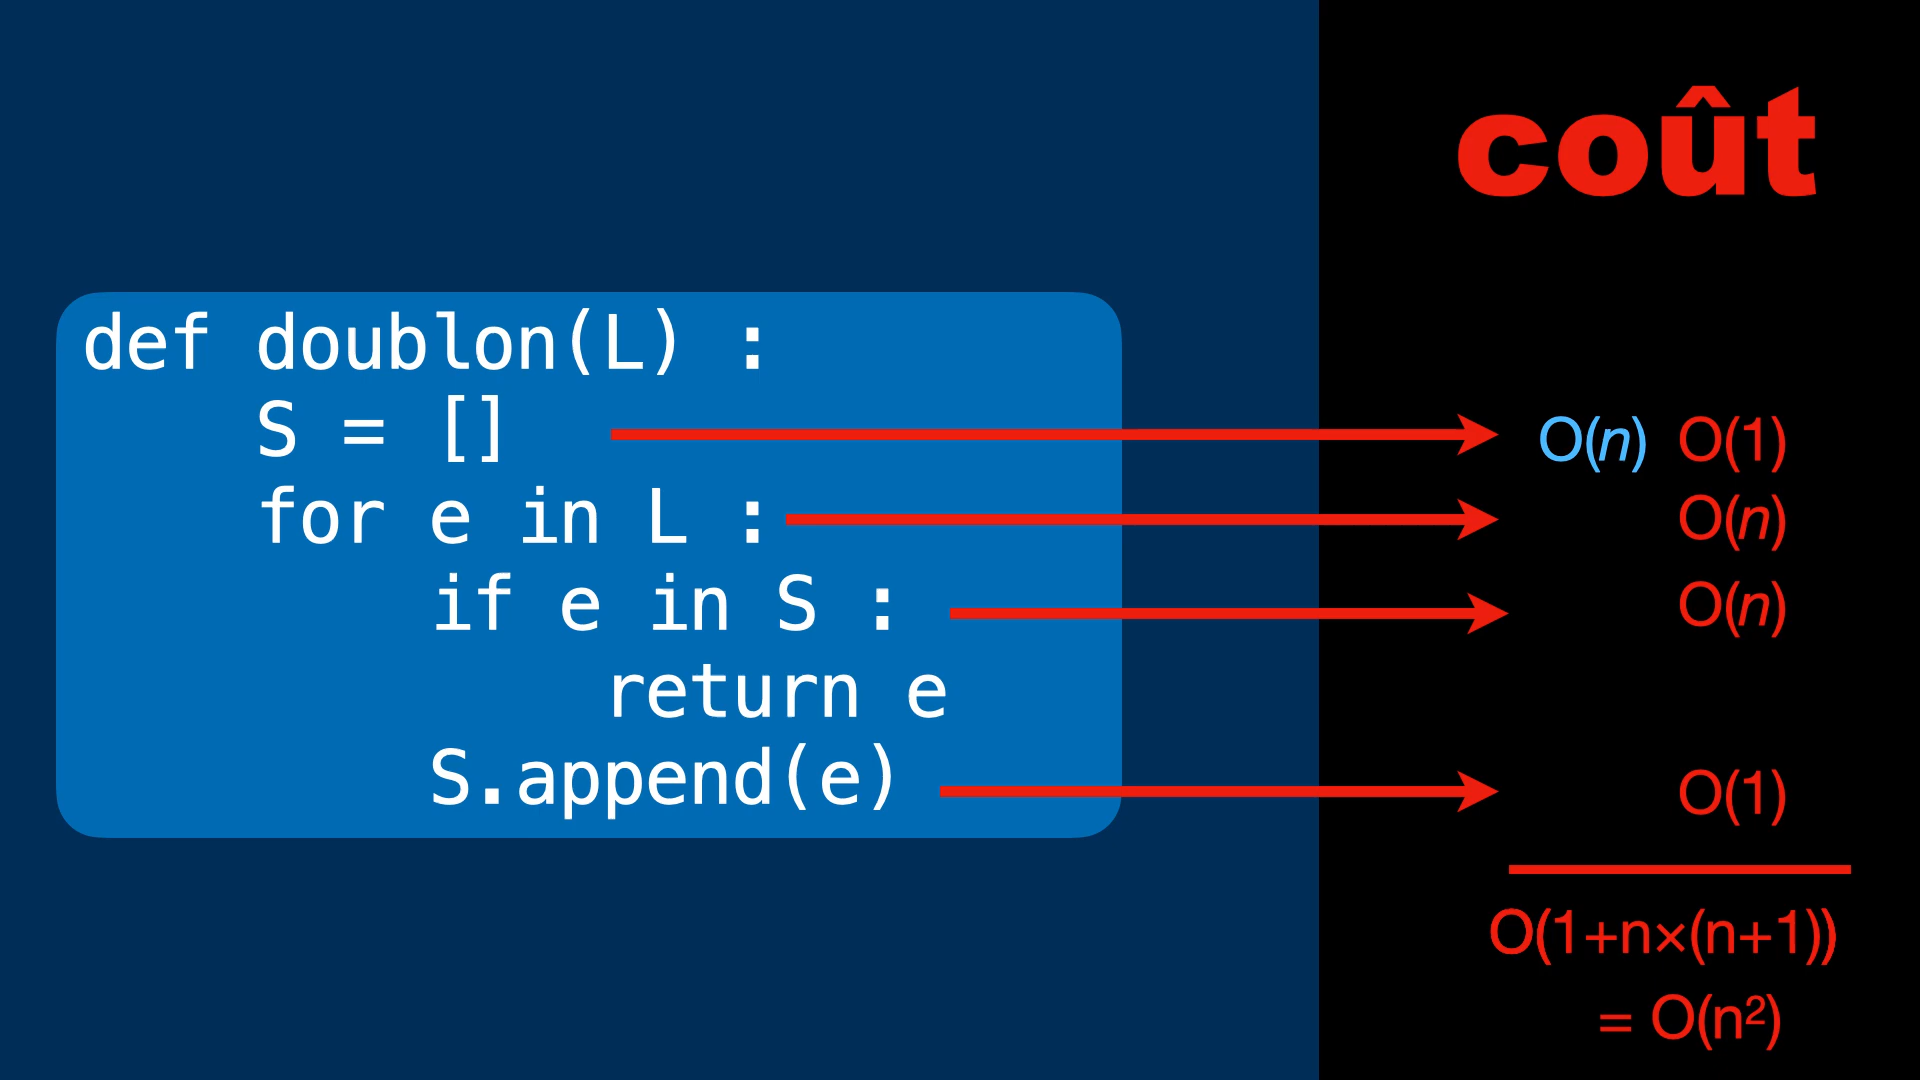 coût
def doublon(L) :
S = []
O(n) O(1)
for e in L :
O(n)
if e in S :
O(n)
return e
S.append(e)
O(1)
O(1+n×(n+1))
= O(n²)